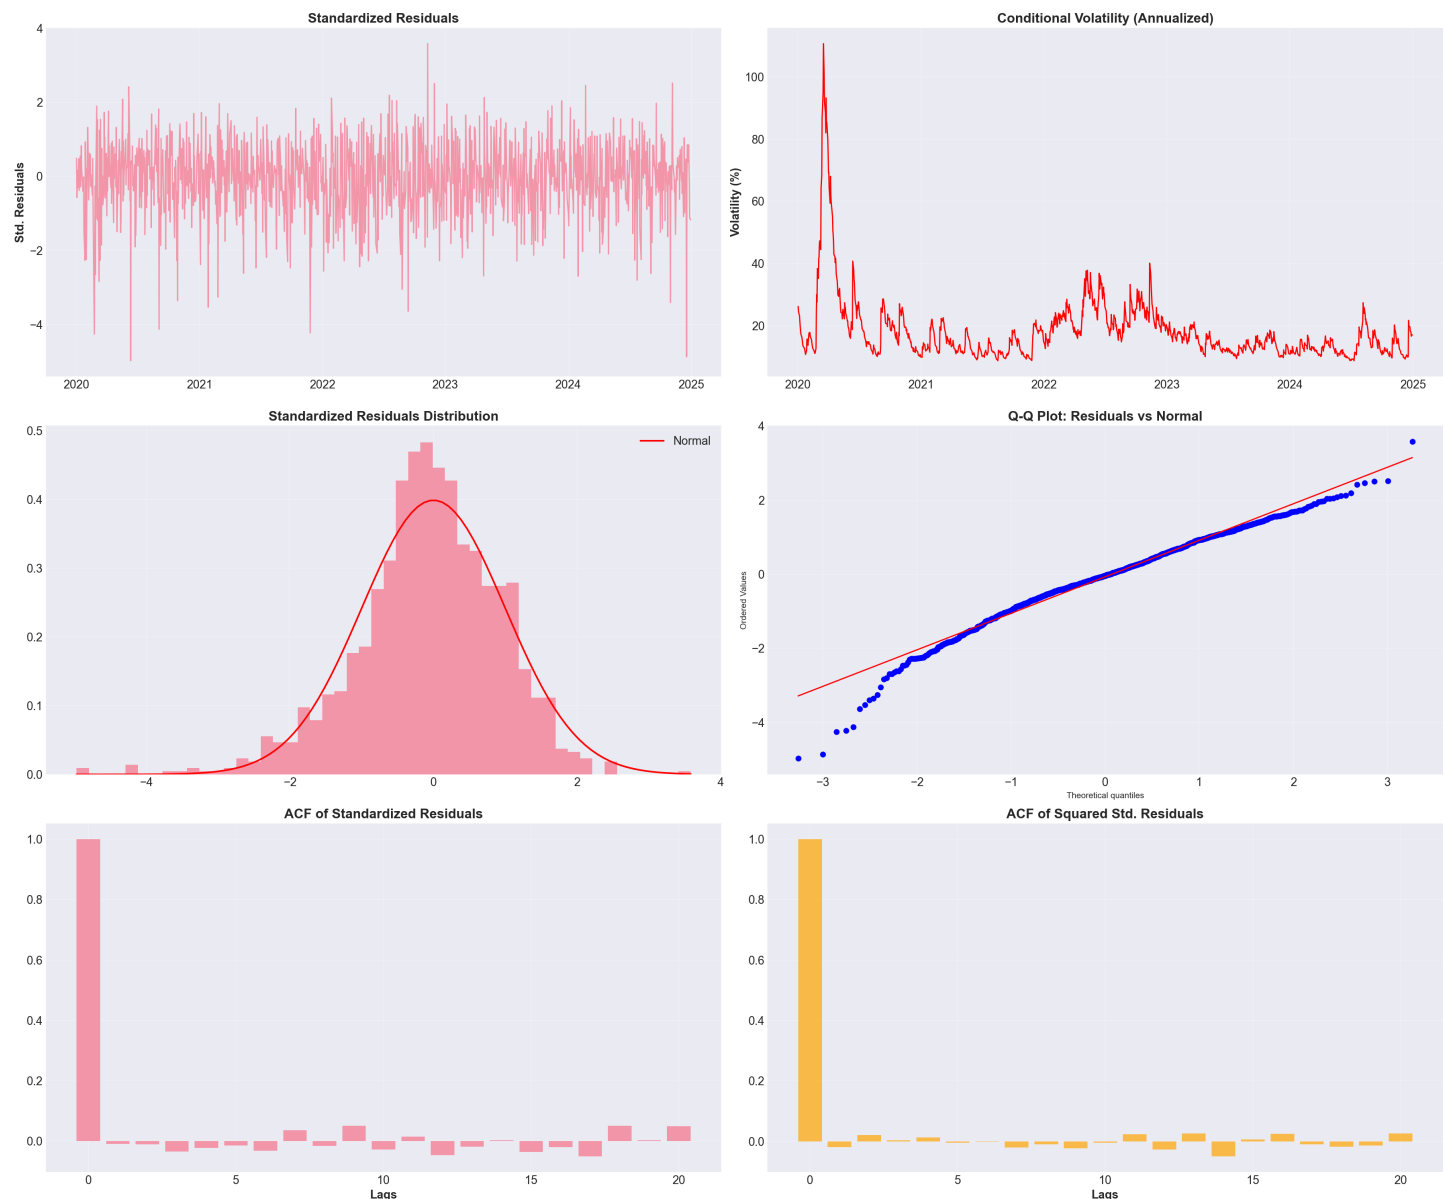 Standardized Residuals
Std. Residuals
4
2
0
−2
−4
2020 2021 2022 2023 2024 2025
Conditional Volatility (Annualized)
Volatility (%)
100
80
60
40
20
2020 2021 2022 2023 2024 2025
Standardized Residuals Distribution
Normal
0.5
0.4
0.3
0.2
0.1
0.0
−4 −2 0 2 4
Q-Q Plot: Residuals vs Normal
Ordered Values
4
2
0
−2
−4
−3 −2 −1 0 1 2 3
Theoretical quantiles
ACF of Standardized Residuals
1.0
0.8
0.6
0.4
0.2
0.0
0 5 10 15 20
Lags
ACF of Squared Std. Residuals
1.0
0.8
0.6
0.4
0.2
0.0
0 5 10 15 20
Lags